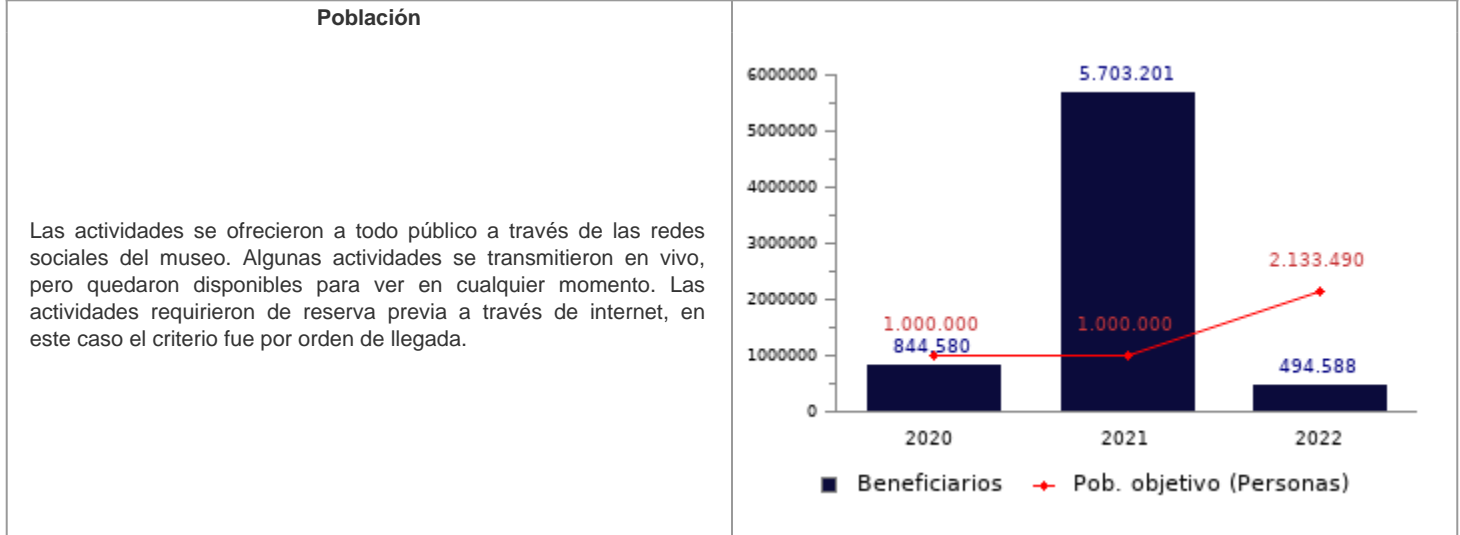 Población
Las actividades se ofrecieron a todo público a través de las redes
sociales del museo. Algunas actividades se transmitieron en vivo,
pero quedaron disponibles para ver en cualquier momento. Las
actividades requirieron de reserva previa a través de internet, en
este caso el criterio fue por orden de llegada.
6000000
5000000
4000000
3000000
2000000
1000000
0
5.703.201
2.133.490
1.000.000
1.000.000
844.580
494.588
2020
2021
2022
Beneficiarios
Pob. objetivo (Personas)